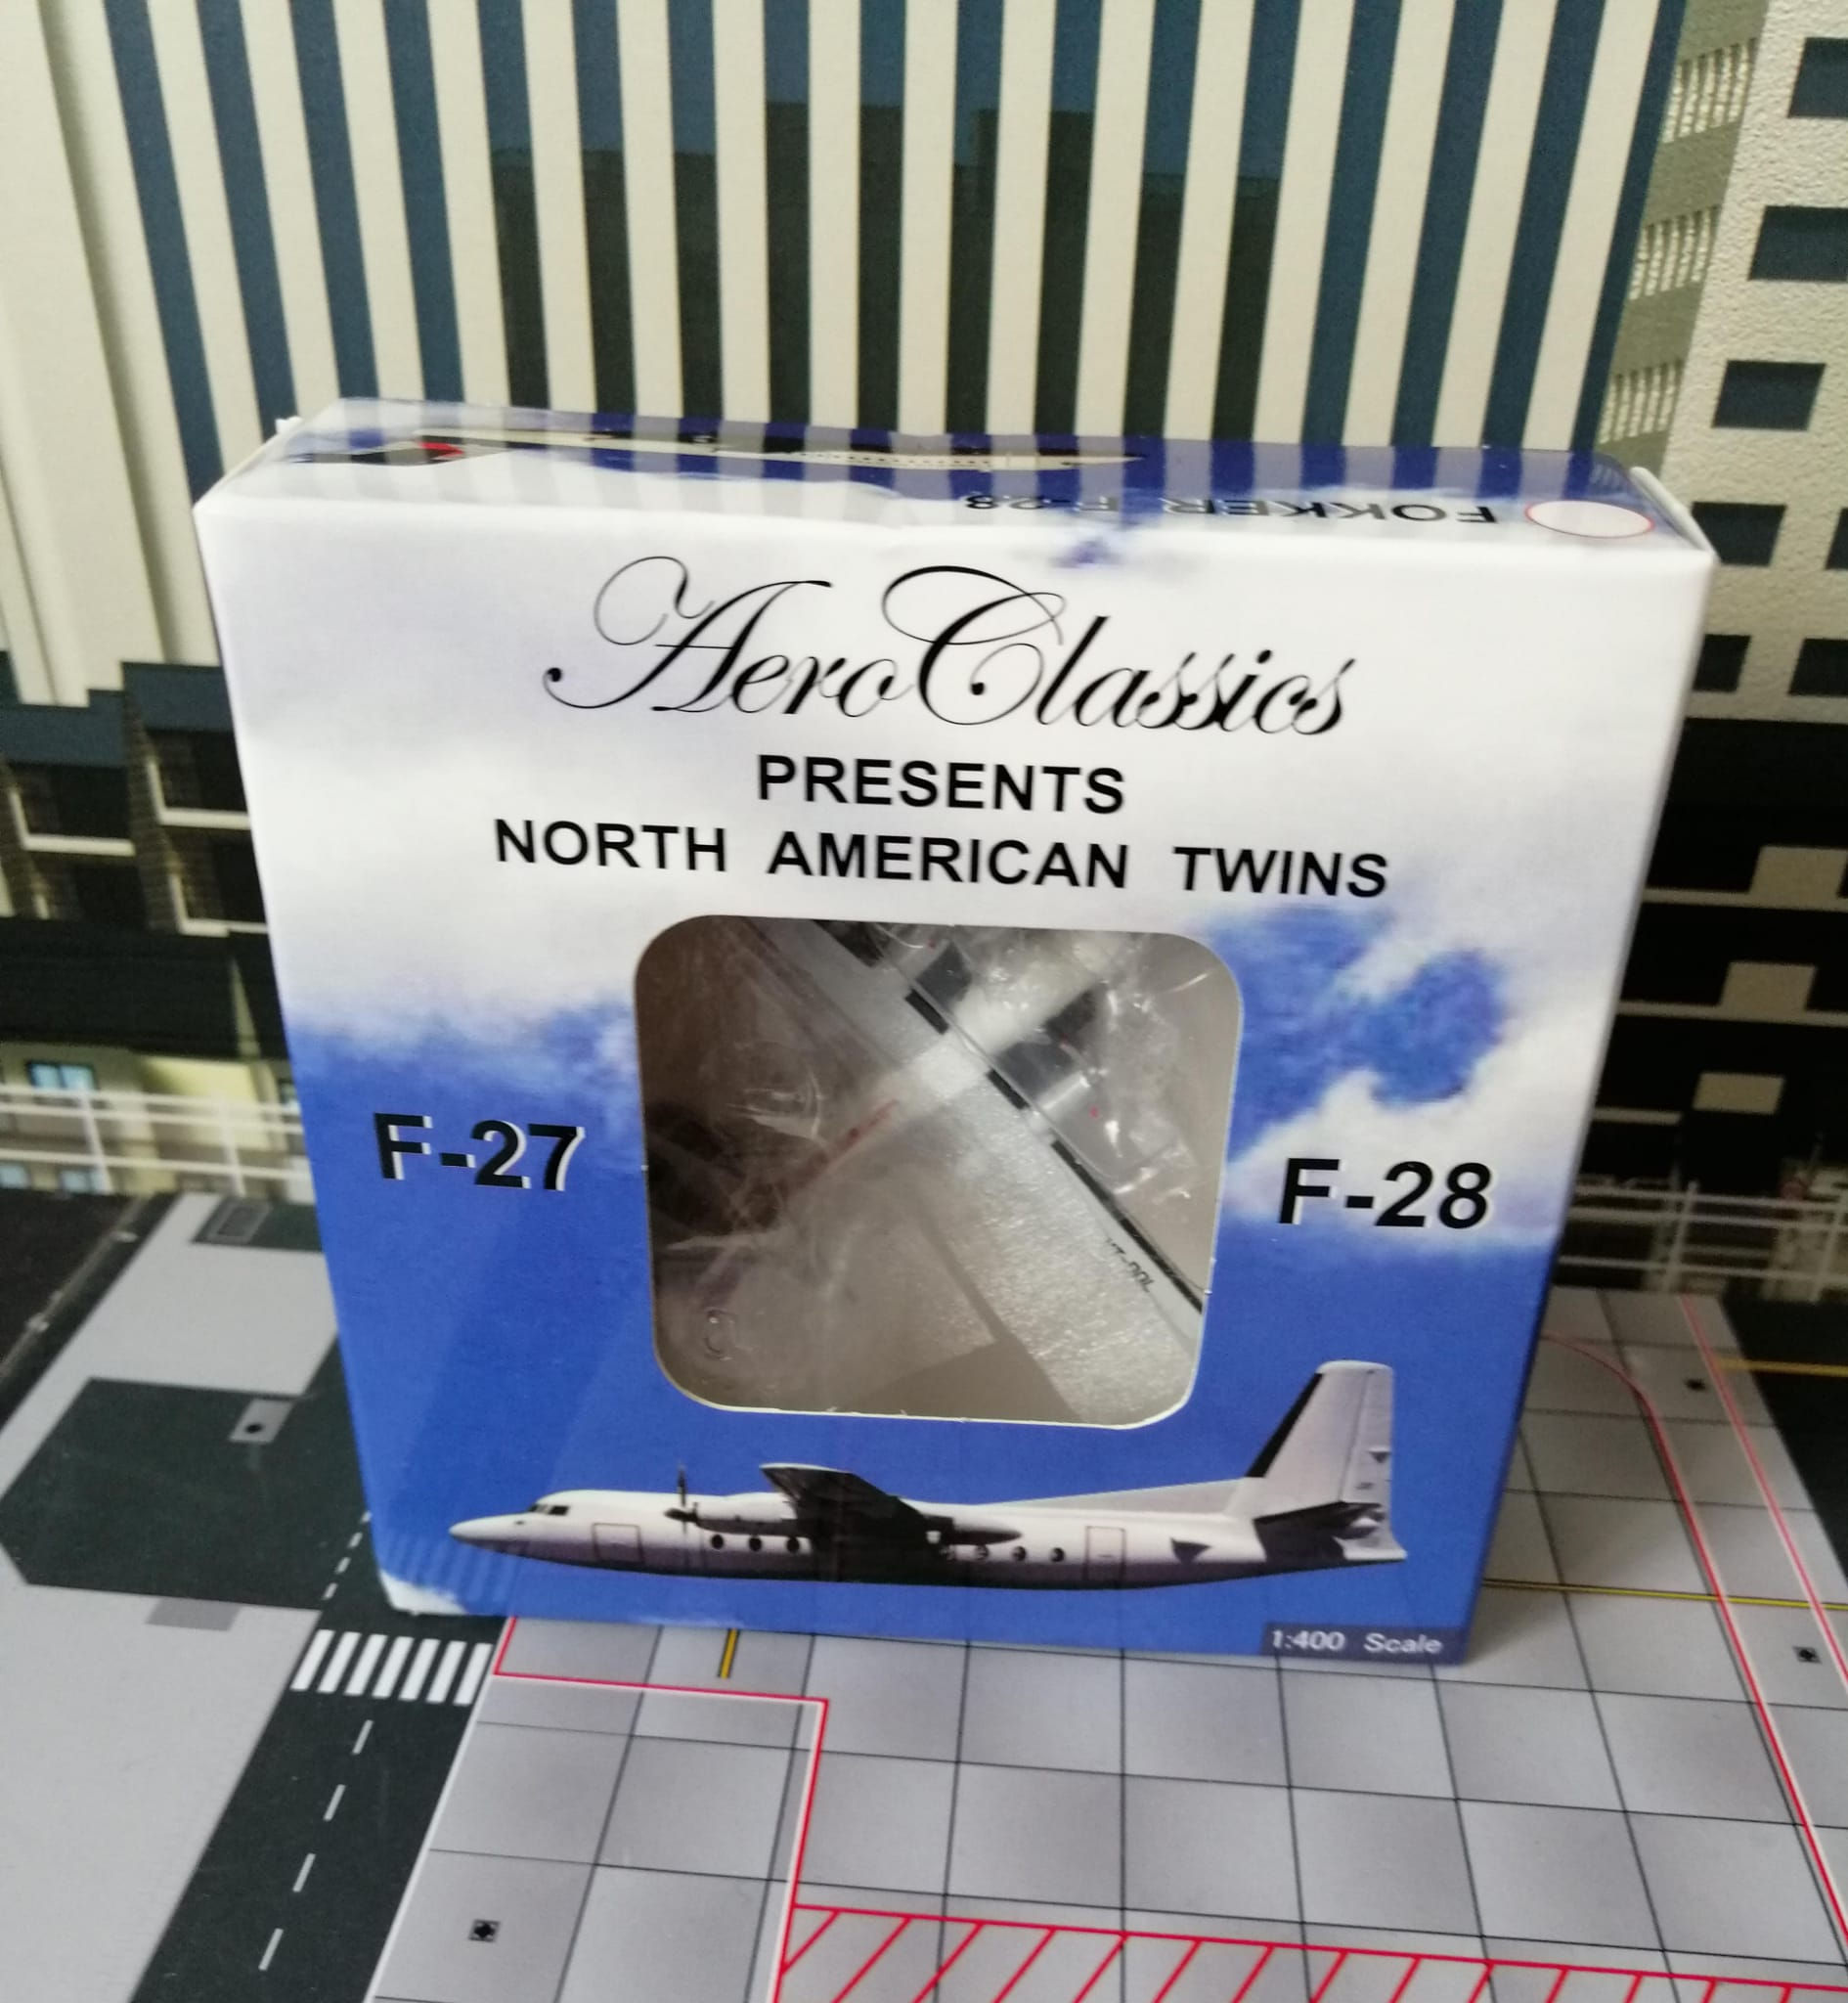 FOKKER F-28
AeroClassics
PRESENTS
NORTH AMERICAN TWINS
F-27
F-28
1:400 Scale